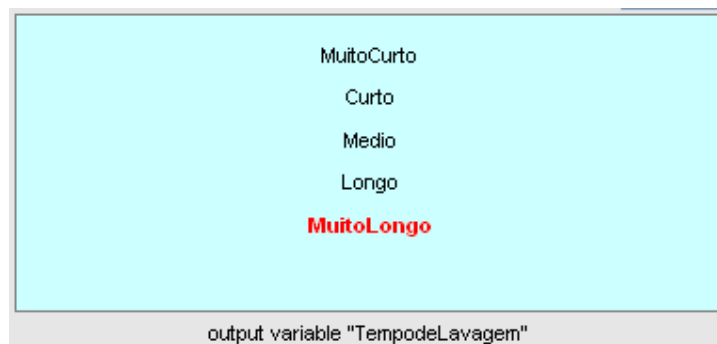 MuitoCurto
Curto
Medio
Longo
MuitoLongo
output variable "TempodeLavagem"